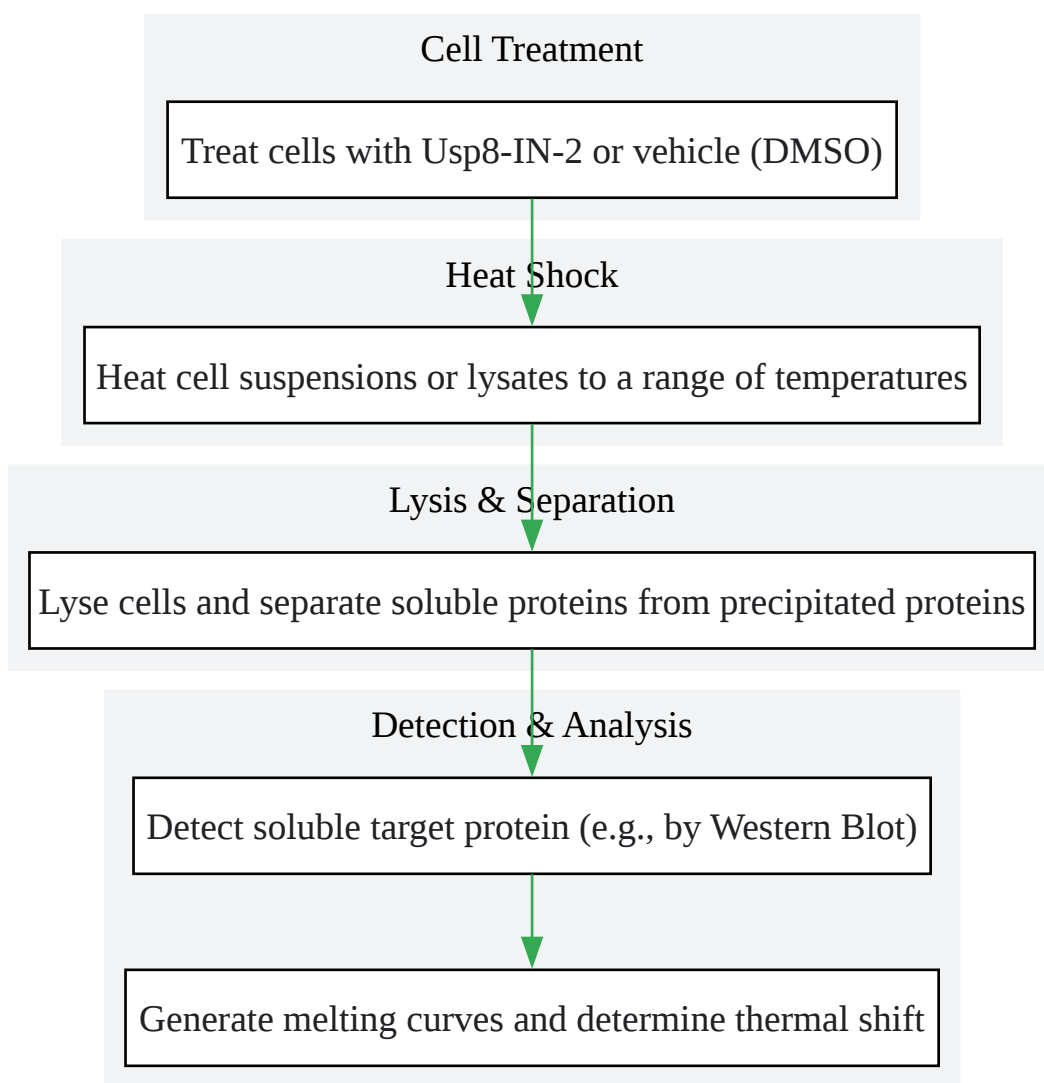 Cell Treatment
Treat cells with Usp8-IN-2 or vehicle (DMSO)
Heat Shock
Heat cell suspensions or lysates to a range of temperatures
Lysis & Separation
Lyse cells and separate soluble proteins from precipitated proteins
Detection & Analysis
Detect soluble target protein (e.g., by Western Blot)
Generate melting curves and determine thermal shift